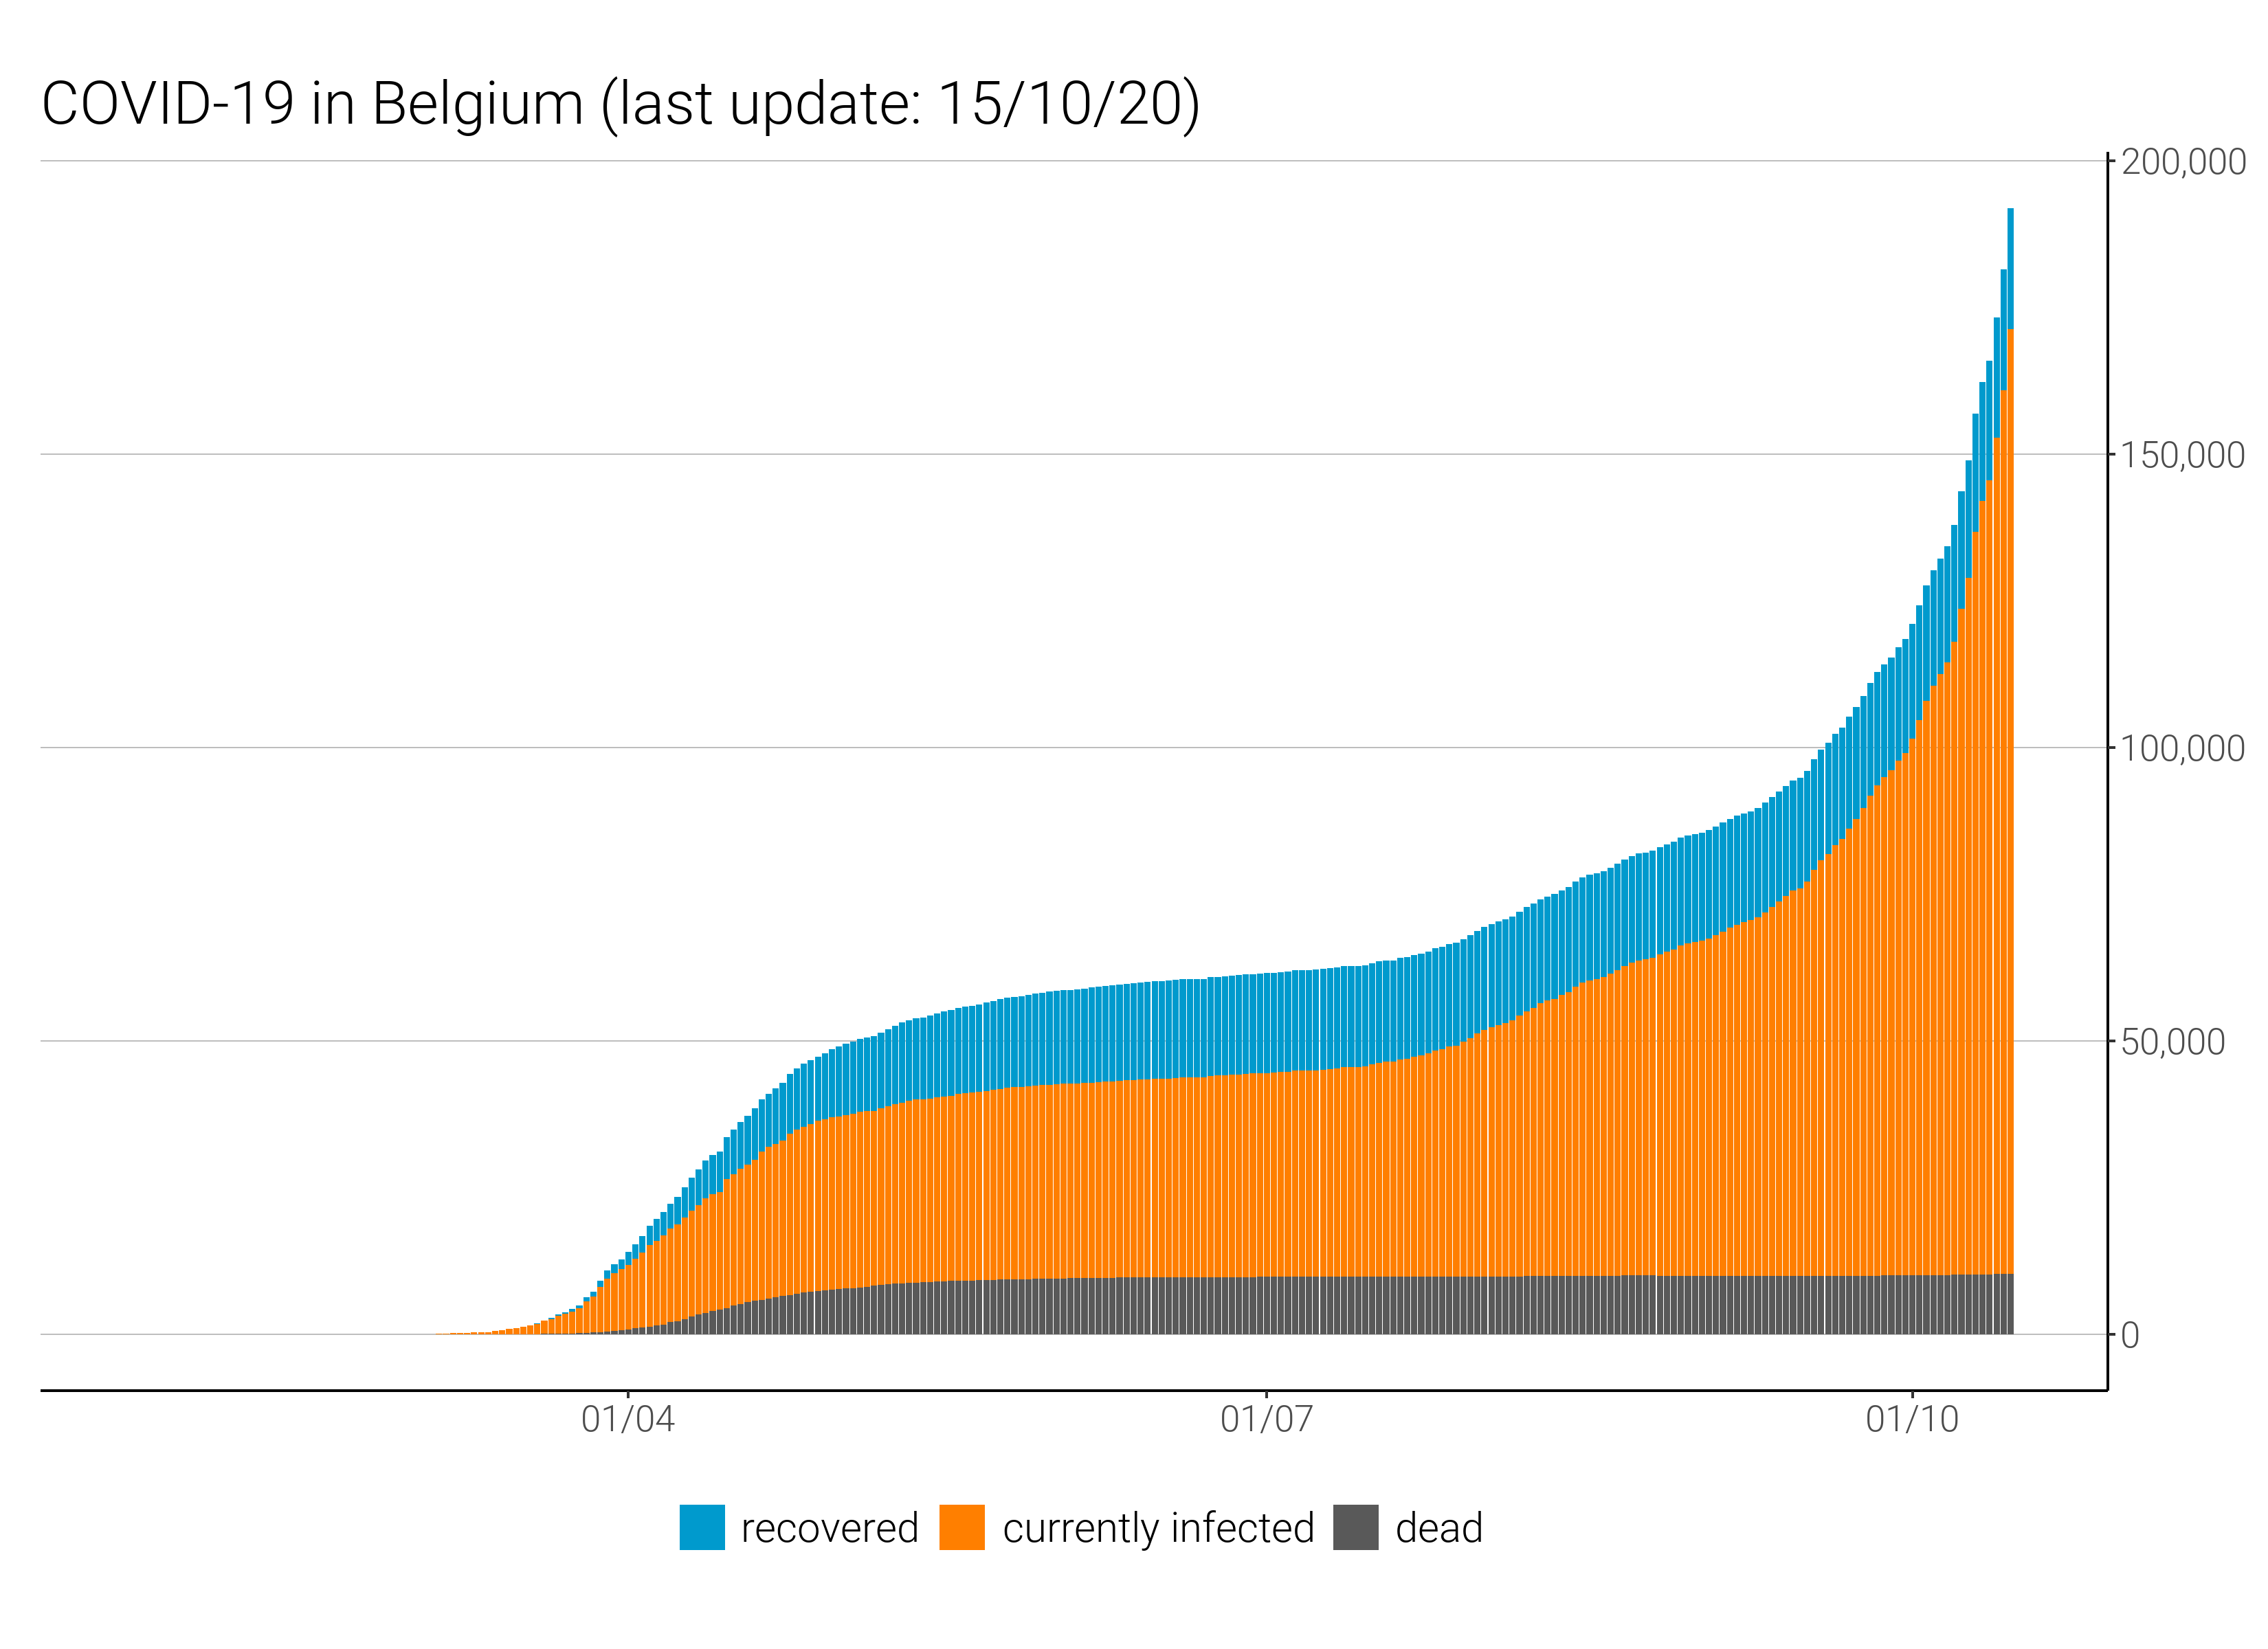 COVID-19 in Belgium (last update: 15/10/20)
200,000
150,000
100,000
50,000
0
01/04 01/07 01/10
recovered currently infected dead